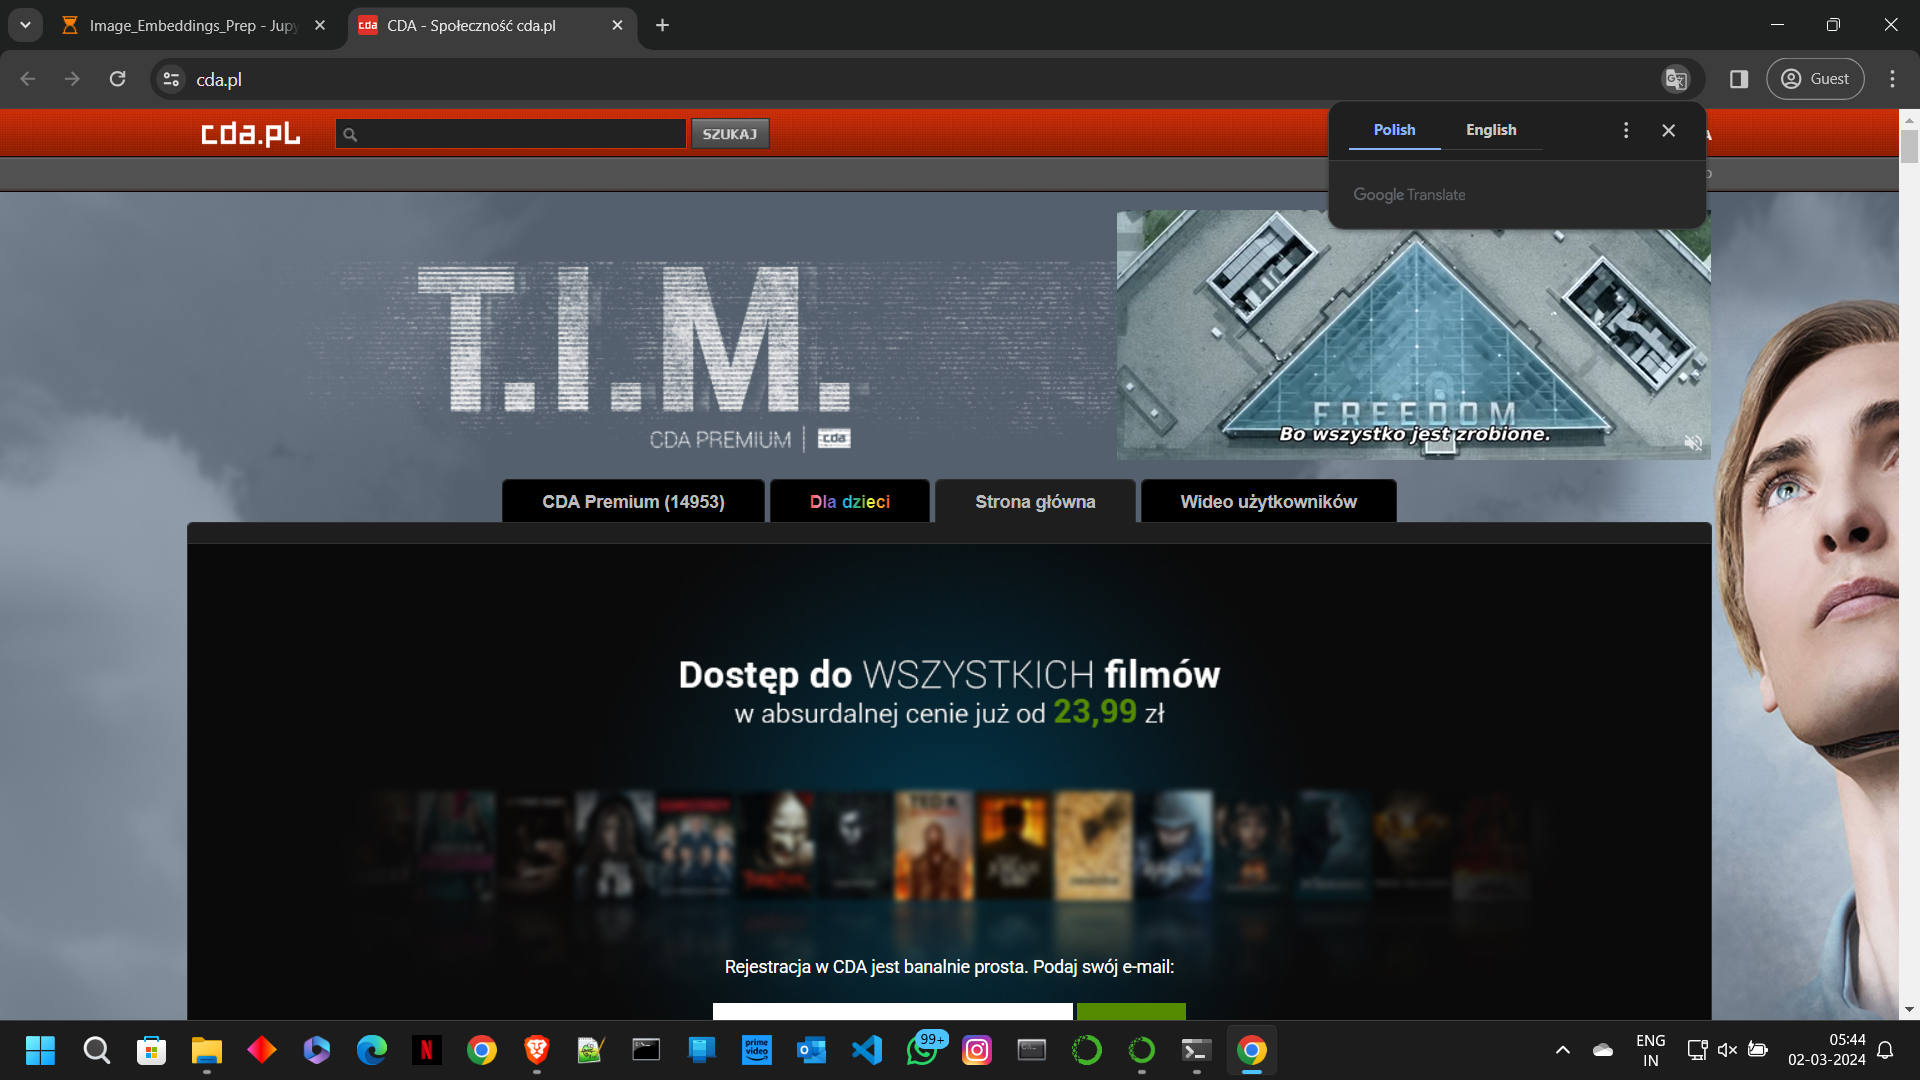 Image_Embeddings_Prep - Jupy
CDA - Społeczność cda.pl
cda.pl
Guest
cda.pl
SZUKAJ
Polish
English
Google Translate
T.I.M.
CDA PREMIUM
cda
FREEDOM
Bo wszystko jest zrobione.
CDA Premium (14953)
Dla dzieci
Strona główna
Wideo użytkowników
Dostęp do WSZYSTKICH filmów
w absurdalnej cenie już od 23,99 zł
Rejestracja w CDA jest banalnie prosta. Podaj swój e-mail:
prime video
99+
ENG
IN
05:44
02-03-2024